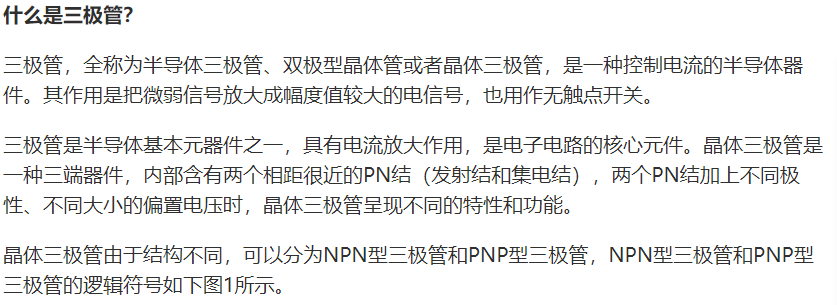 什么是三极管？
三极管，全称为半导体三极管、双极型晶体管或者晶体三极管，是一种控制电流的半导体器
件。其作用是把微弱信号放大成幅度值较大的电信号，也用作无触点开关。
三极管是半导体基本元器件之一，具有电流放大作用，是电子电路的核心元件。晶体三极管是
一种三端器件，内部含有两个相距很近的PN结（发射结和集电结），两个PN结加上不同极
性、不同大小的偏置电压时，晶体三极管呈现不同的特性和功能。
晶体三极管由于结构不同，可以分为NPN型三极管和PNP型三极管，NPN型三极管和PNP型
三极管的逻辑符号如下图1所示。